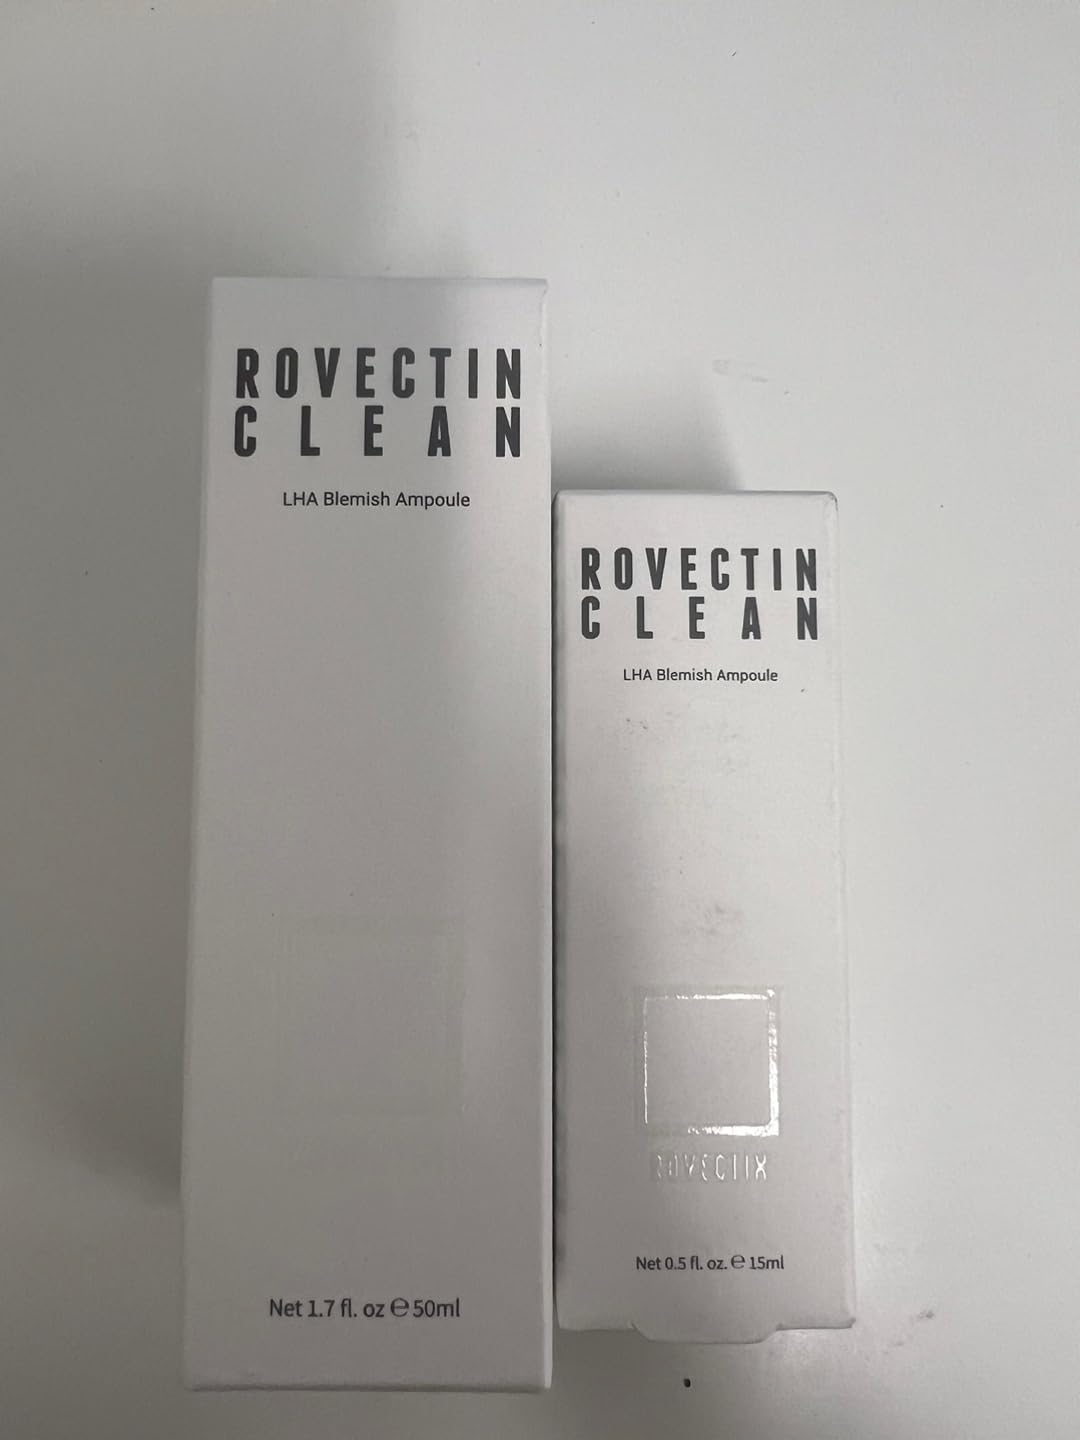 ROVECTIN
CLEAN
LHA Blemish Ampoule
Net 1.7 fl. oz ℮ 50ml
ROVECTIN
CLEAN
LHA Blemish Ampoule
Net 0.5 fl. oz. ℮ 15ml